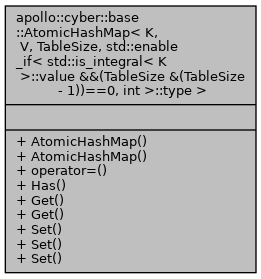 apollo::cyber::base
::AtomicHashMap< K,
V, TableSize, std::enable
_if< std::is_integral< K
>::value &&(TableSize &(TableSize
- 1))==0, int >::type >
+ AtomicHashMap()
+ AtomicHashMap()
+ operator=()
+ Has()
+ Get()
+ Get()
+ Set()
+ Set()
+ Set()